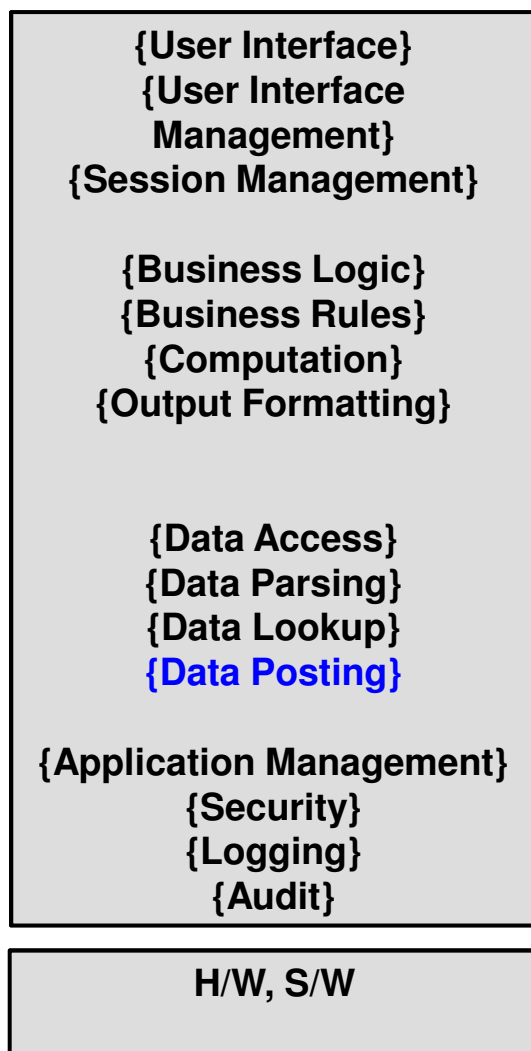 {User Interface}
{User Interface
Management}
{Session Management}
{Business Logic}
{Business Rules}
{Computation}
{Output Formatting}
{Data Access}
{Data Parsing}
{Data Lookup}
{Data Posting}
{Application Management}
{Security}
{Logging}
{Audit}
H/W, S/W